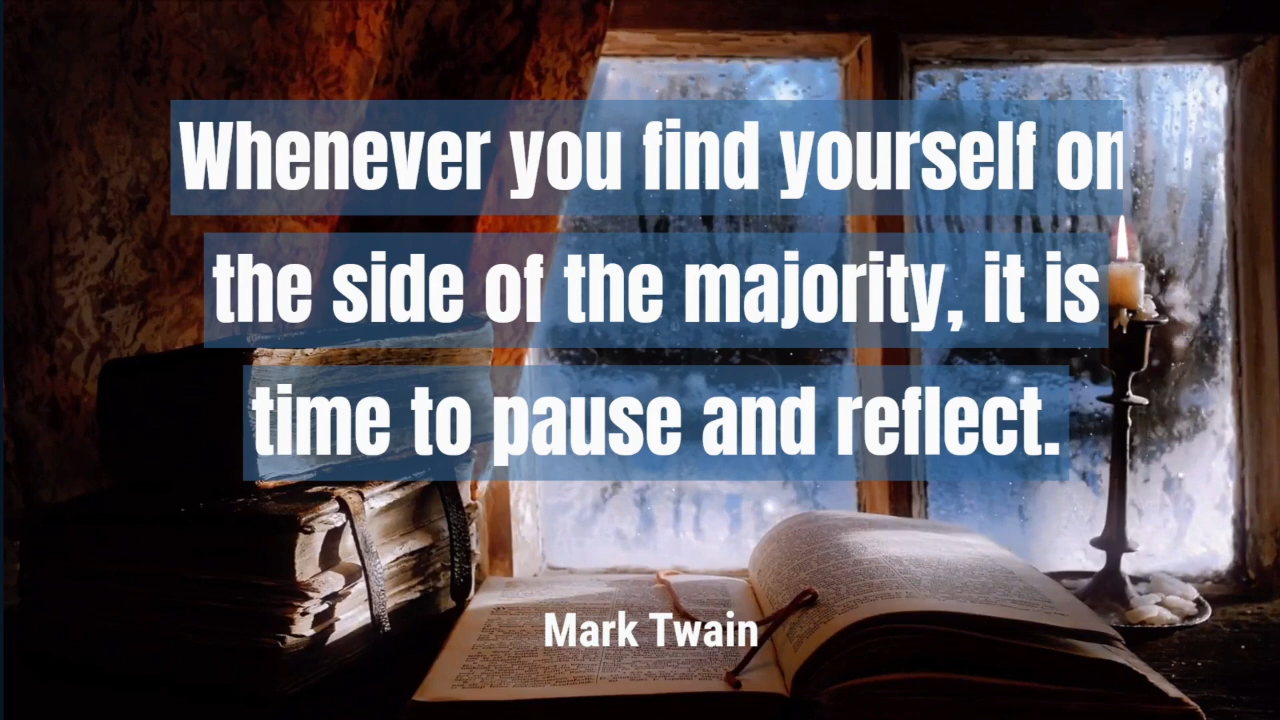 Whenever you find yourself on
the side of the majority, it is
time to pause and reflect.
Mark Twain